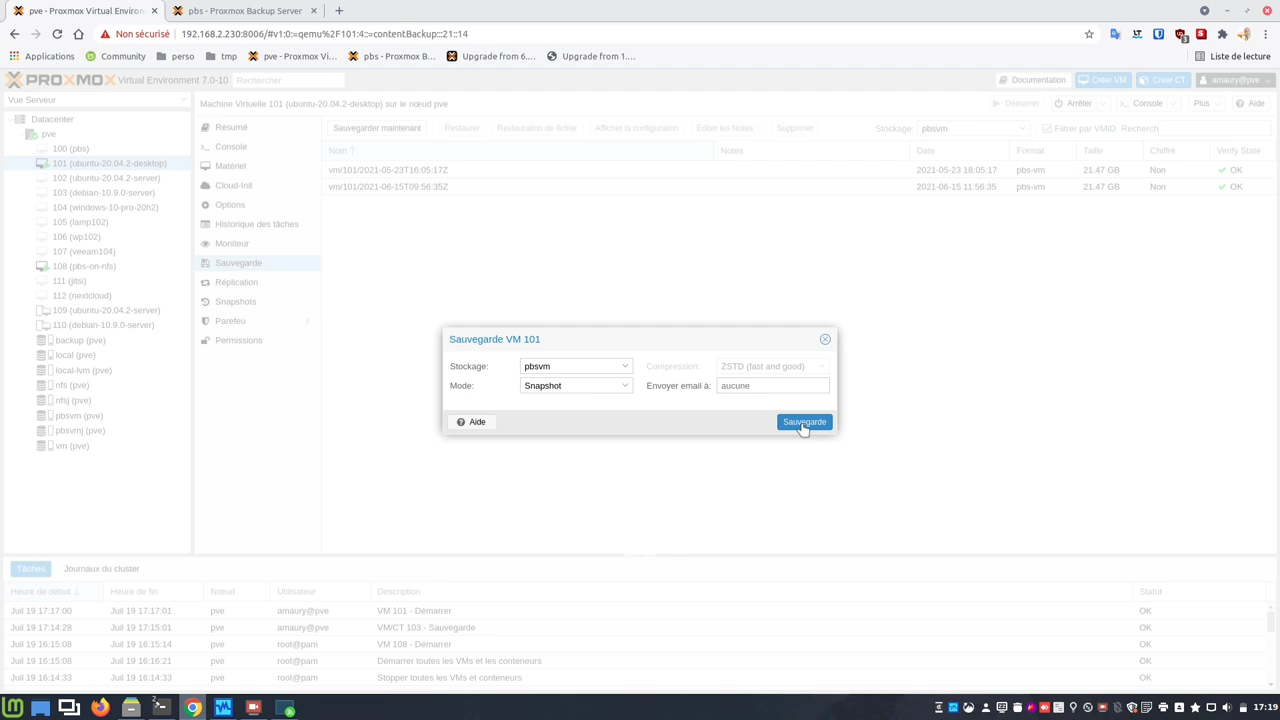 pve - Proxmox Virtual Environ
pbs - Proxmox Backup Server
Non sécurisé
192.168.2.230:8006/#v1:0:=qemu%2F101:4::=contentBackup:::21::14
Applications
Community
perso
tmp
pve - Proxmox Vi...
pbs - Proxmox B...
Upgrade from 6....
Upgrade from 1....
Liste de lecture
PROXMOX Virtual Environment 7.0-10
Rechercher
Documentation
Créer VM
Créer CT
amaury@pve
Vue Serveur
Machine Virtuelle 101 (ubuntu-20.04.2-desktop) sur le nœud pve
Démarrer
Arrêter
Console
Plus
Aide
Datacenter
pve
100 (pbs)
101 (ubuntu-20.04.2-desktop)
102 (ubuntu-20.04.2-server)
103 (debian-10.9.0-server)
104 (windows-10-pro-20h2)
105 (lamp102)
106 (wp102)
107 (veeam104)
108 (pbs-on-nfs)
111 (jitsi)
112 (nextcloud)
109 (ubuntu-20.04.2-server)
110 (debian-10.9.0-server)
backup (pve)
local (pve)
local-lvm (pve)
nfs (pve)
nfsj (pve)
pbsvm (pve)
pbsvmj (pve)
vm (pve)
Résumé
Console
Matériel
Cloud-Init
Options
Historique des tâches
Moniteur
Sauvegarde
Réplication
Snapshots
Parefeu
Permissions
Sauvegarder maintenant
Restaurer
Restauration de fichier
Afficher la configuration
Editer les Notes
Supprimer
Stockage:
pbsvm
Filtrer par VMID
Recherch
Nom
Notes
Date
Format
Taille
Chiffré
Verify State
vm/101/2021-05-23T16:05:17Z
2021-05-23 18:05:17
pbs-vm
21.47 GB
Non
OK
vm/101/2021-06-15T09:56:35Z
2021-06-15 11:56:35
pbs-vm
21.47 GB
Non
OK
Sauvegarde VM 101
Stockage:
pbsvm
Compression:
ZSTD (fast and good)
Mode:
Snapshot
Envoyer email à:
aucune
Aide
Sauvegarde
Tâches
Journaux du cluster
Heure de début
Heure de fin
Nœud
Utilisateur
Description
Statut
Juil 19 17:17:00
Juil 19 17:17:01
pve
amaury@pve
VM 101 - Démarrer
OK
Juil 19 17:14:28
Juil 19 17:15:01
pve
amaury@pve
VM/CT 103 - Sauvegarde
OK
Juil 19 16:15:08
Juil 19 16:15:14
pve
root@pam
VM 108 - Démarrer
OK
Juil 19 16:15:08
Juil 19 16:16:21
pve
root@pam
Démarrer toutes les VMs et les conteneurs
OK
Juil 19 16:14:33
Juil 19 16:14:33
pve
root@pam
Stopper toutes les VMs et conteneurs
OK
17:19